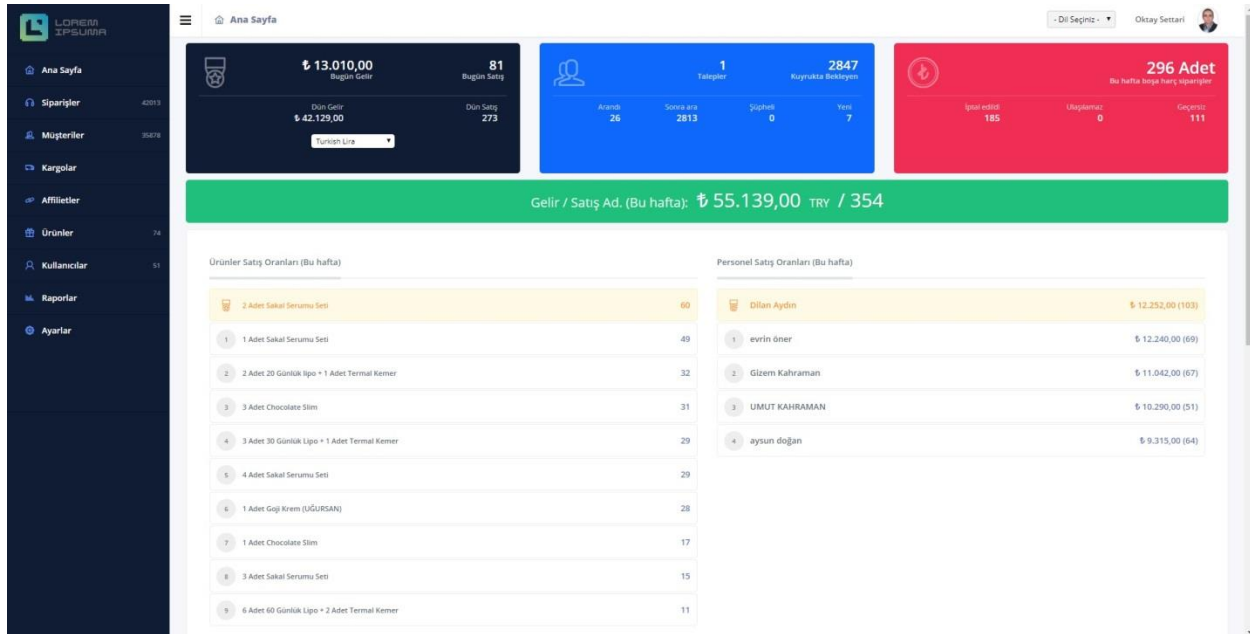 LOREM
IPSUMA
Ana Sayfa
- Dil Seçiniz -
Oktay Settari
Ana Sayfa
Siparişler 42013
Müşteriler 35878
Kargolar
Affilietler
Ürünler 74
Kullanıcılar 51
Raporlar
Ayarlar
₺ 13.010,00
Bugün Gelir
81
Bugün Satış
Dün Gelir
₺ 42.129,00
Dün Satış
273
Turkish Lira
1
Talepler
2847
Kuyrukta Bekleyen
Arandı
26
Sonra ara
2813
Şüpheli
0
Yeni
7
296 Adet
Bu hafta boşa harç siparişler
İptal edildi
185
Ulaşılamaz
0
Geçersiz
111
Gelir / Satış Ad. (Bu hafta): ₺ 55.139,00 TRY / 354
Ürünler Satış Oranları (Bu hafta)
2 Adet Sakal Serumu Seti 60
1 1 Adet Sakal Serumu Seti 49
2 2 Adet 20 Günlük lipo + 1 Adet Termal Kemer 32
3 3 Adet Chocolate Slim 31
4 3 Adet 30 Günlük Lipo + 1 Adet Termal Kemer 29
5 4 Adet Sakal Serumu Seti 29
6 1 Adet Goji Krem (UĞURSAN) 28
7 1 Adet Chocolate Slim 17
8 3 Adet Sakal Serumu Seti 15
9 6 Adet 60 Günlük Lipo + 2 Adet Termal Kemer 11
Personel Satış Oranları (Bu hafta)
Dilan Aydın ₺ 12.252,00 (103)
1 evrin öner ₺ 12.240,00 (69)
2 Gizem Kahraman ₺ 11.042,00 (67)
3 UMUT KAHRAMAN ₺ 10.290,00 (51)
4 aysun doğan ₺ 9.315,00 (64)